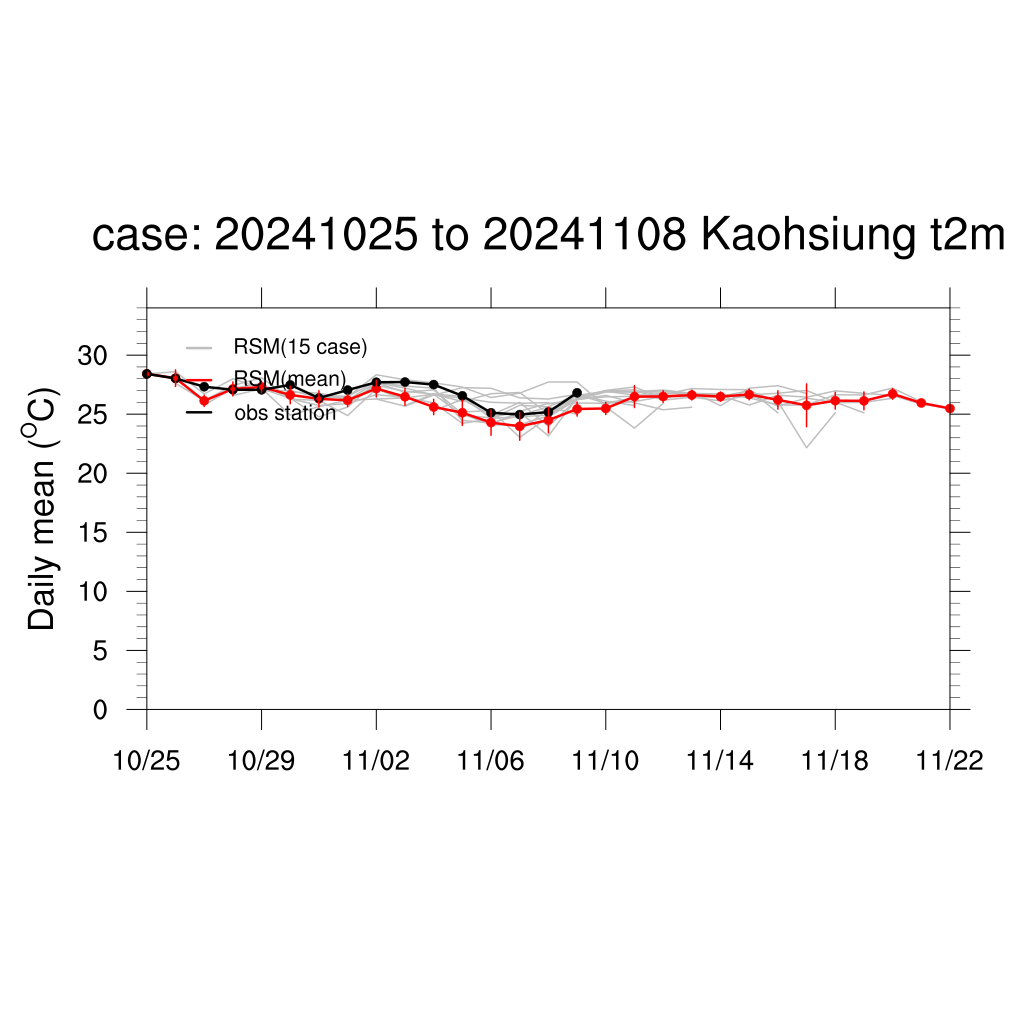 case: 20241025 to 20241108 Kaohsiung t2m
Daily mean (°C)
30
25
20
15
10
5
0
RSM(15 case)
RSM(mean)
obs station
10/25 10/29 11/02 11/06 11/10 11/14 11/18 11/22